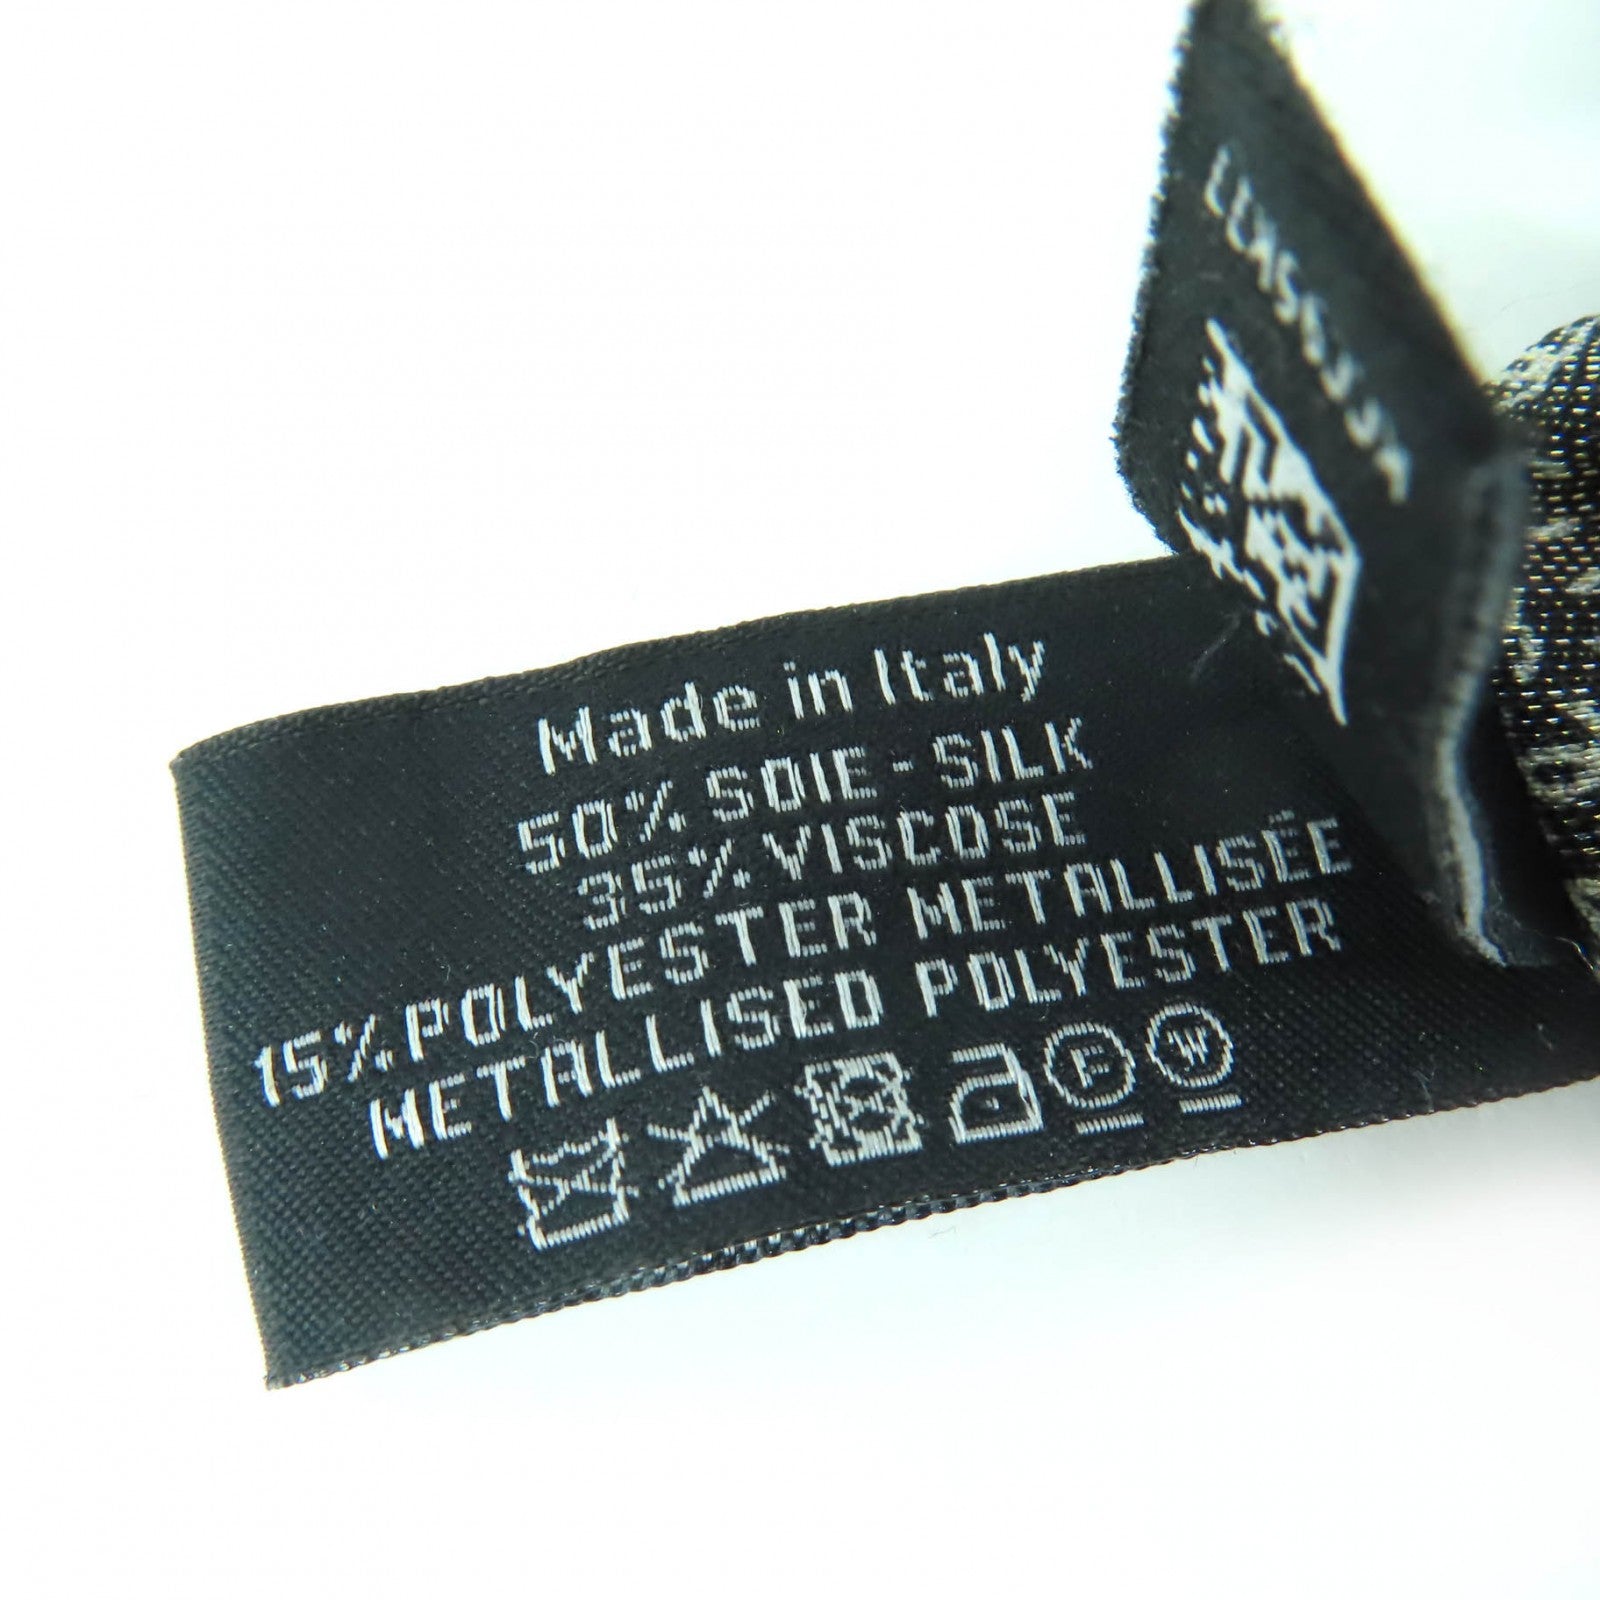 Made in Italy
50% SOIE - SILK
35% VISCOSE
15% POLYESTER METALLISÉE
METALLISED POLYESTER
F W